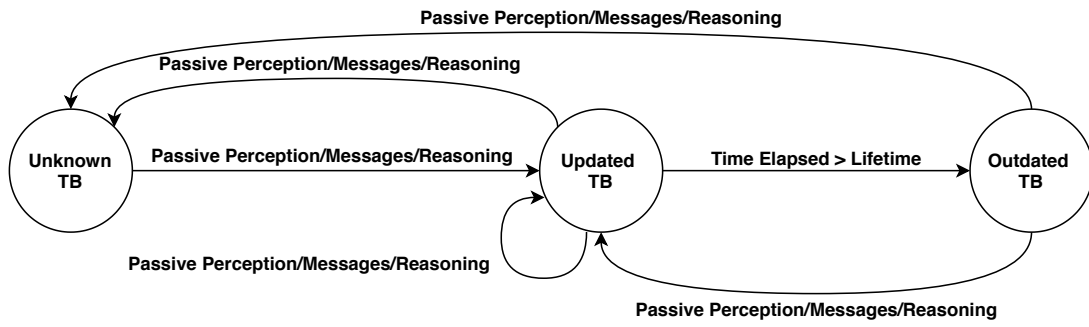 Passive Perception/Messages/Reasoning
Passive Perception/Messages/Reasoning
Unknown
TB
Passive Perception/Messages/Reasoning
Updated
TB
Time Elapsed > Lifetime
Outdated
TB
Passive Perception/Messages/Reasoning
Passive Perception/Messages/Reasoning